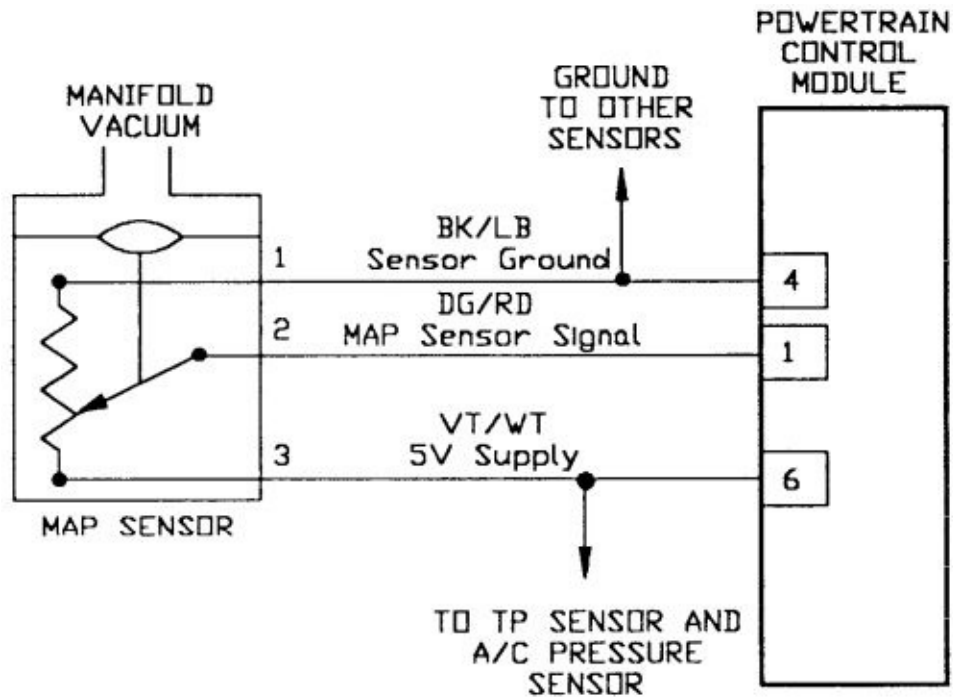 POWERTRAIN
CONTROL
MODULE
GROUND
TO OTHER
SENSORS
MANIFOLD
VACUUM
BK/LB
1
Sensor Ground
4
DG/RD
2
MAP Sensor Signal
1
VT/WT
3
5V Supply
6
MAP SENSOR
TO TP SENSOR AND
A/C PRESSURE
SENSOR